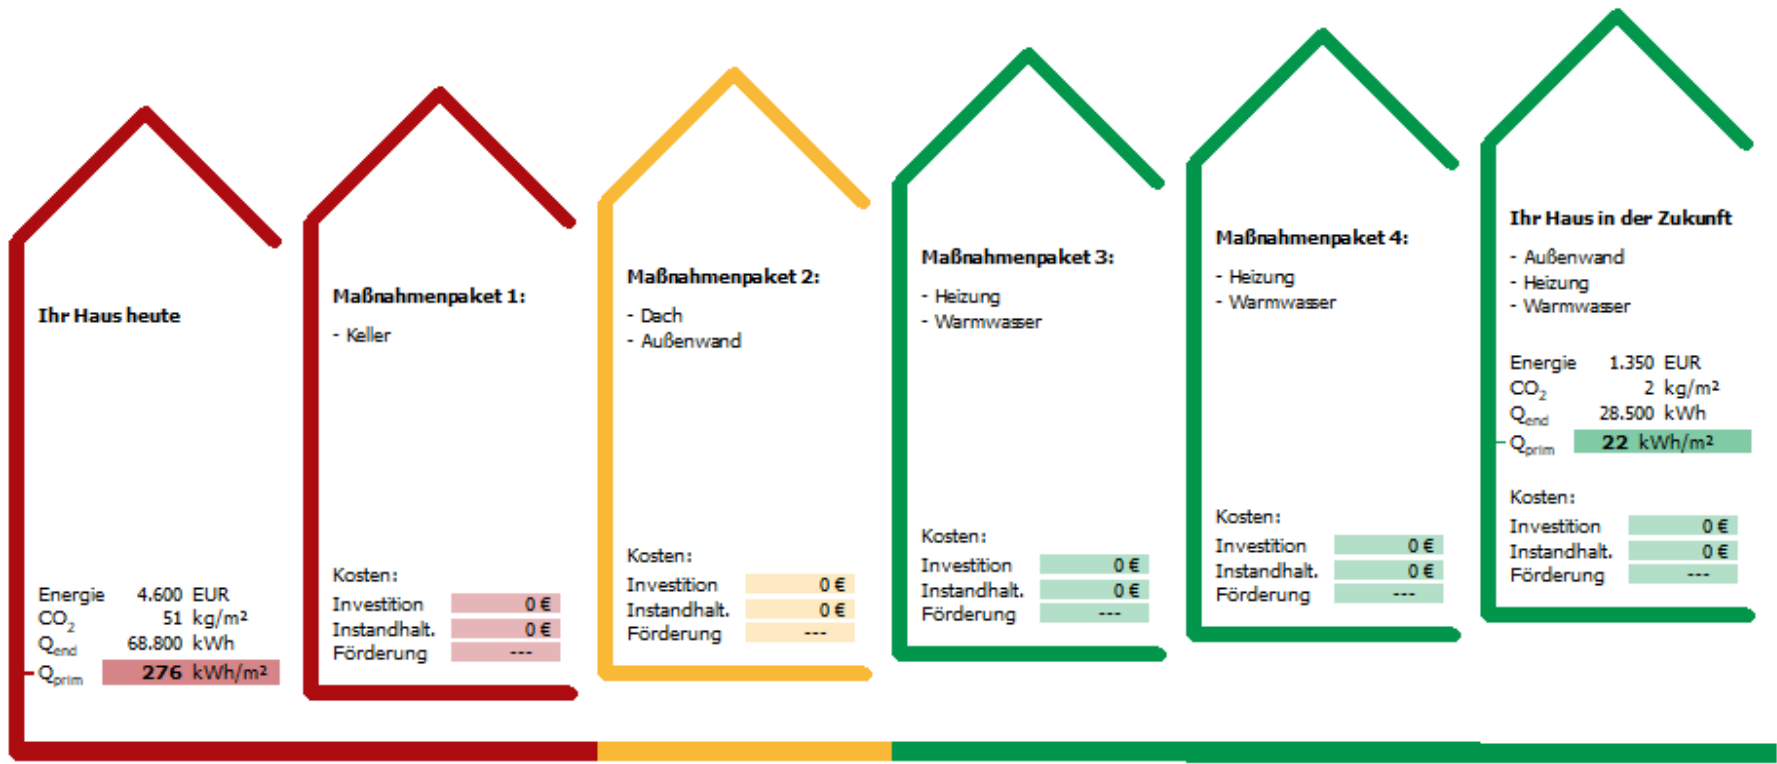 Ihr Haus heute
Energie 4.600 EUR
CO2 51 kg/m²
Qend 68.800 kWh
Qprim 276 kWh/m²
Maßnahmenpaket 1:
- Keller
Kosten:
Investition 0 €
Instandhalt. 0 €
Förderung ---
Maßnahmenpaket 2:
- Dach
- Außenwand
Kosten:
Investition 0 €
Instandhalt. 0 €
Förderung ---
Maßnahmenpaket 3:
- Heizung
- Warmwasser
Kosten:
Investition 0 €
Instandhalt. 0 €
Förderung ---
Maßnahmenpaket 4:
- Heizung
- Warmwasser
Kosten:
Investition 0 €
Instandhalt. 0 €
Förderung ---
Ihr Haus in der Zukunft
- Außenwand
- Heizung
- Warmwasser
Energie 1.350 EUR
CO2 2 kg/m²
Qend 28.500 kWh
Qprim 22 kWh/m²
Kosten:
Investition 0 €
Instandhalt. 0 €
Förderung ---